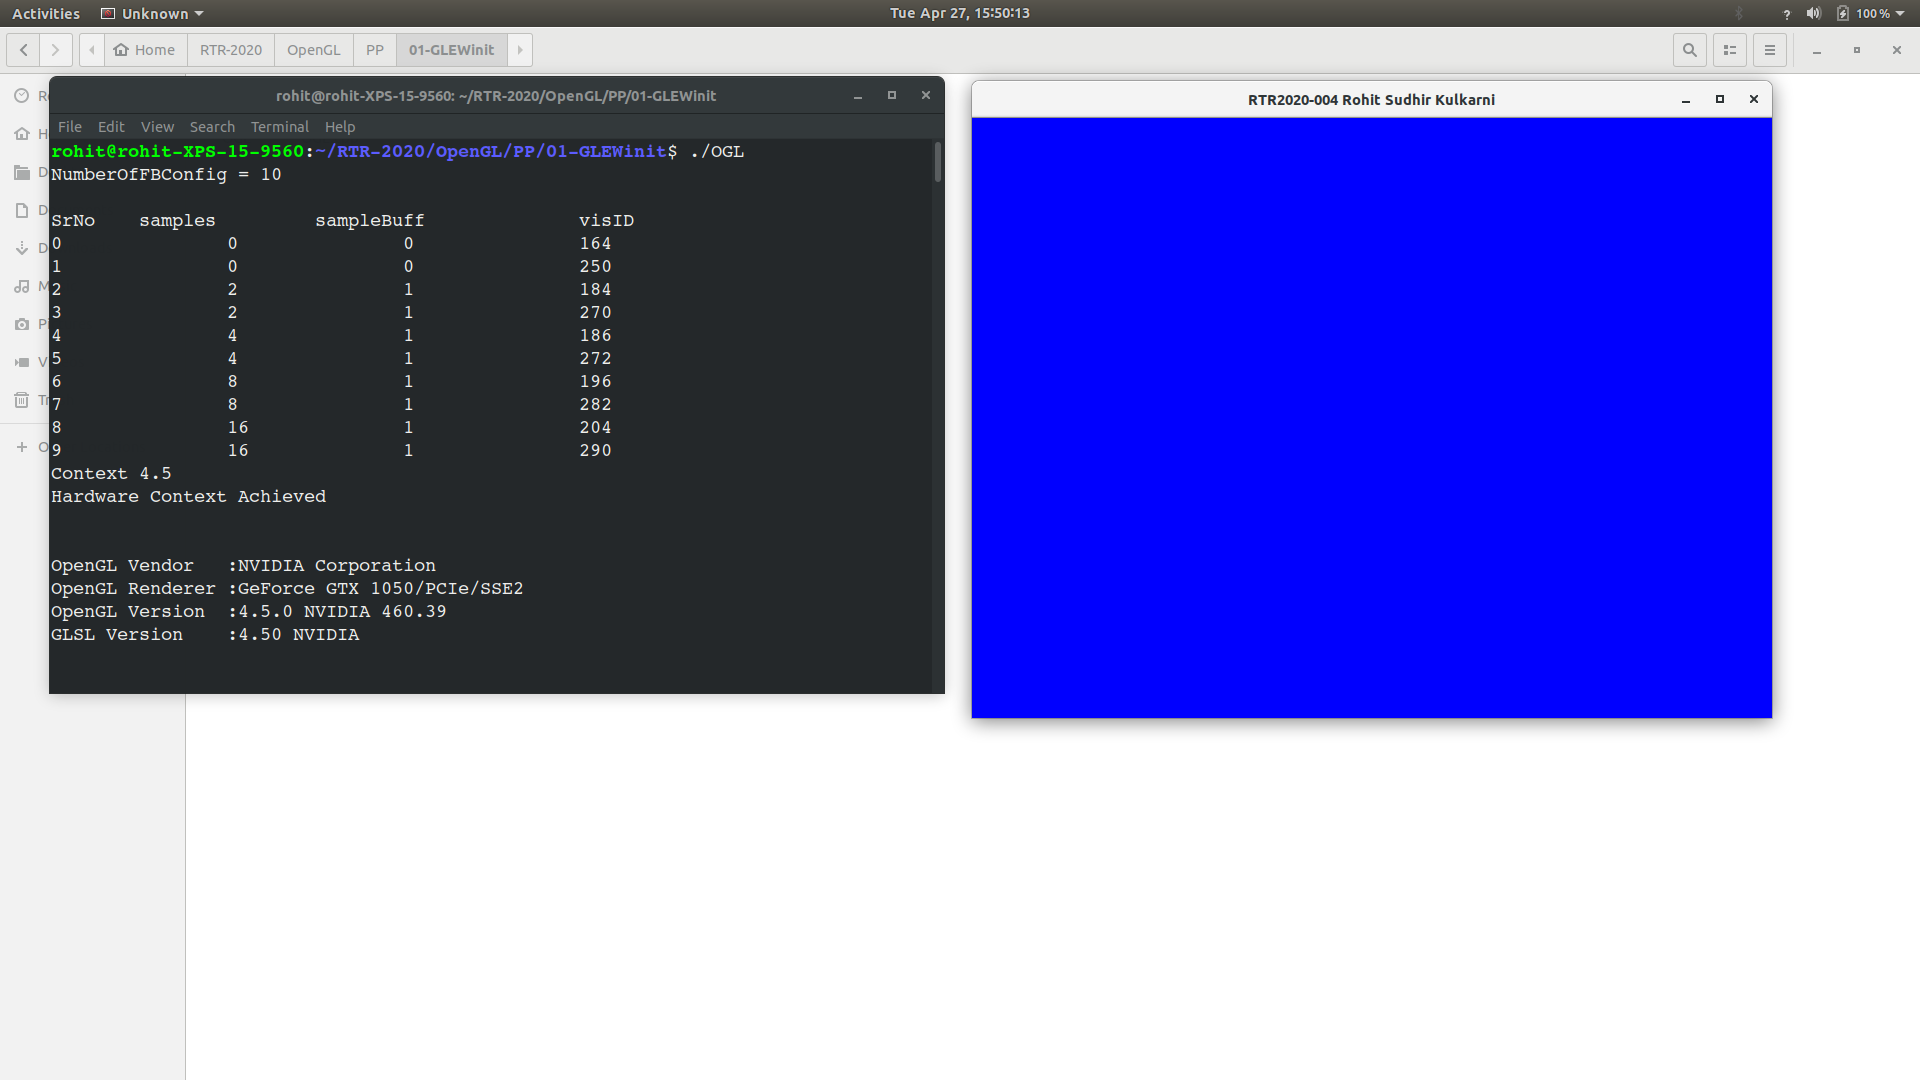 Activities Unknown Tue Apr 27, 15:50:13 ? 100 %
Home RTR-2020 OpenGL PP 01-GLEWinit
rohit@rohit-XPS-15-9560: ~/RTR-2020/OpenGL/PP/01-GLEWinit
File Edit View Search Terminal Help
rohit@rohit-XPS-15-9560:~/RTR-2020/OpenGL/PP/01-GLEWinit$ ./OGL
NumberOfFBConfig = 10
SrNo samples sampleBuff visID
0 0 0 164
1 0 0 250
2 2 1 184
3 2 1 270
4 4 1 186
5 4 1 272
6 8 1 196
7 8 1 282
8 16 1 204
9 16 1 290
Context 4.5
Hardware Context Achieved
OpenGL Vendor :NVIDIA Corporation
OpenGL Renderer :GeForce GTX 1050/PCIe/SSE2
OpenGL Version :4.5.0 NVIDIA 460.39
GLSL Version :4.50 NVIDIA
RTR2020-004 Rohit Sudhir Kulkarni